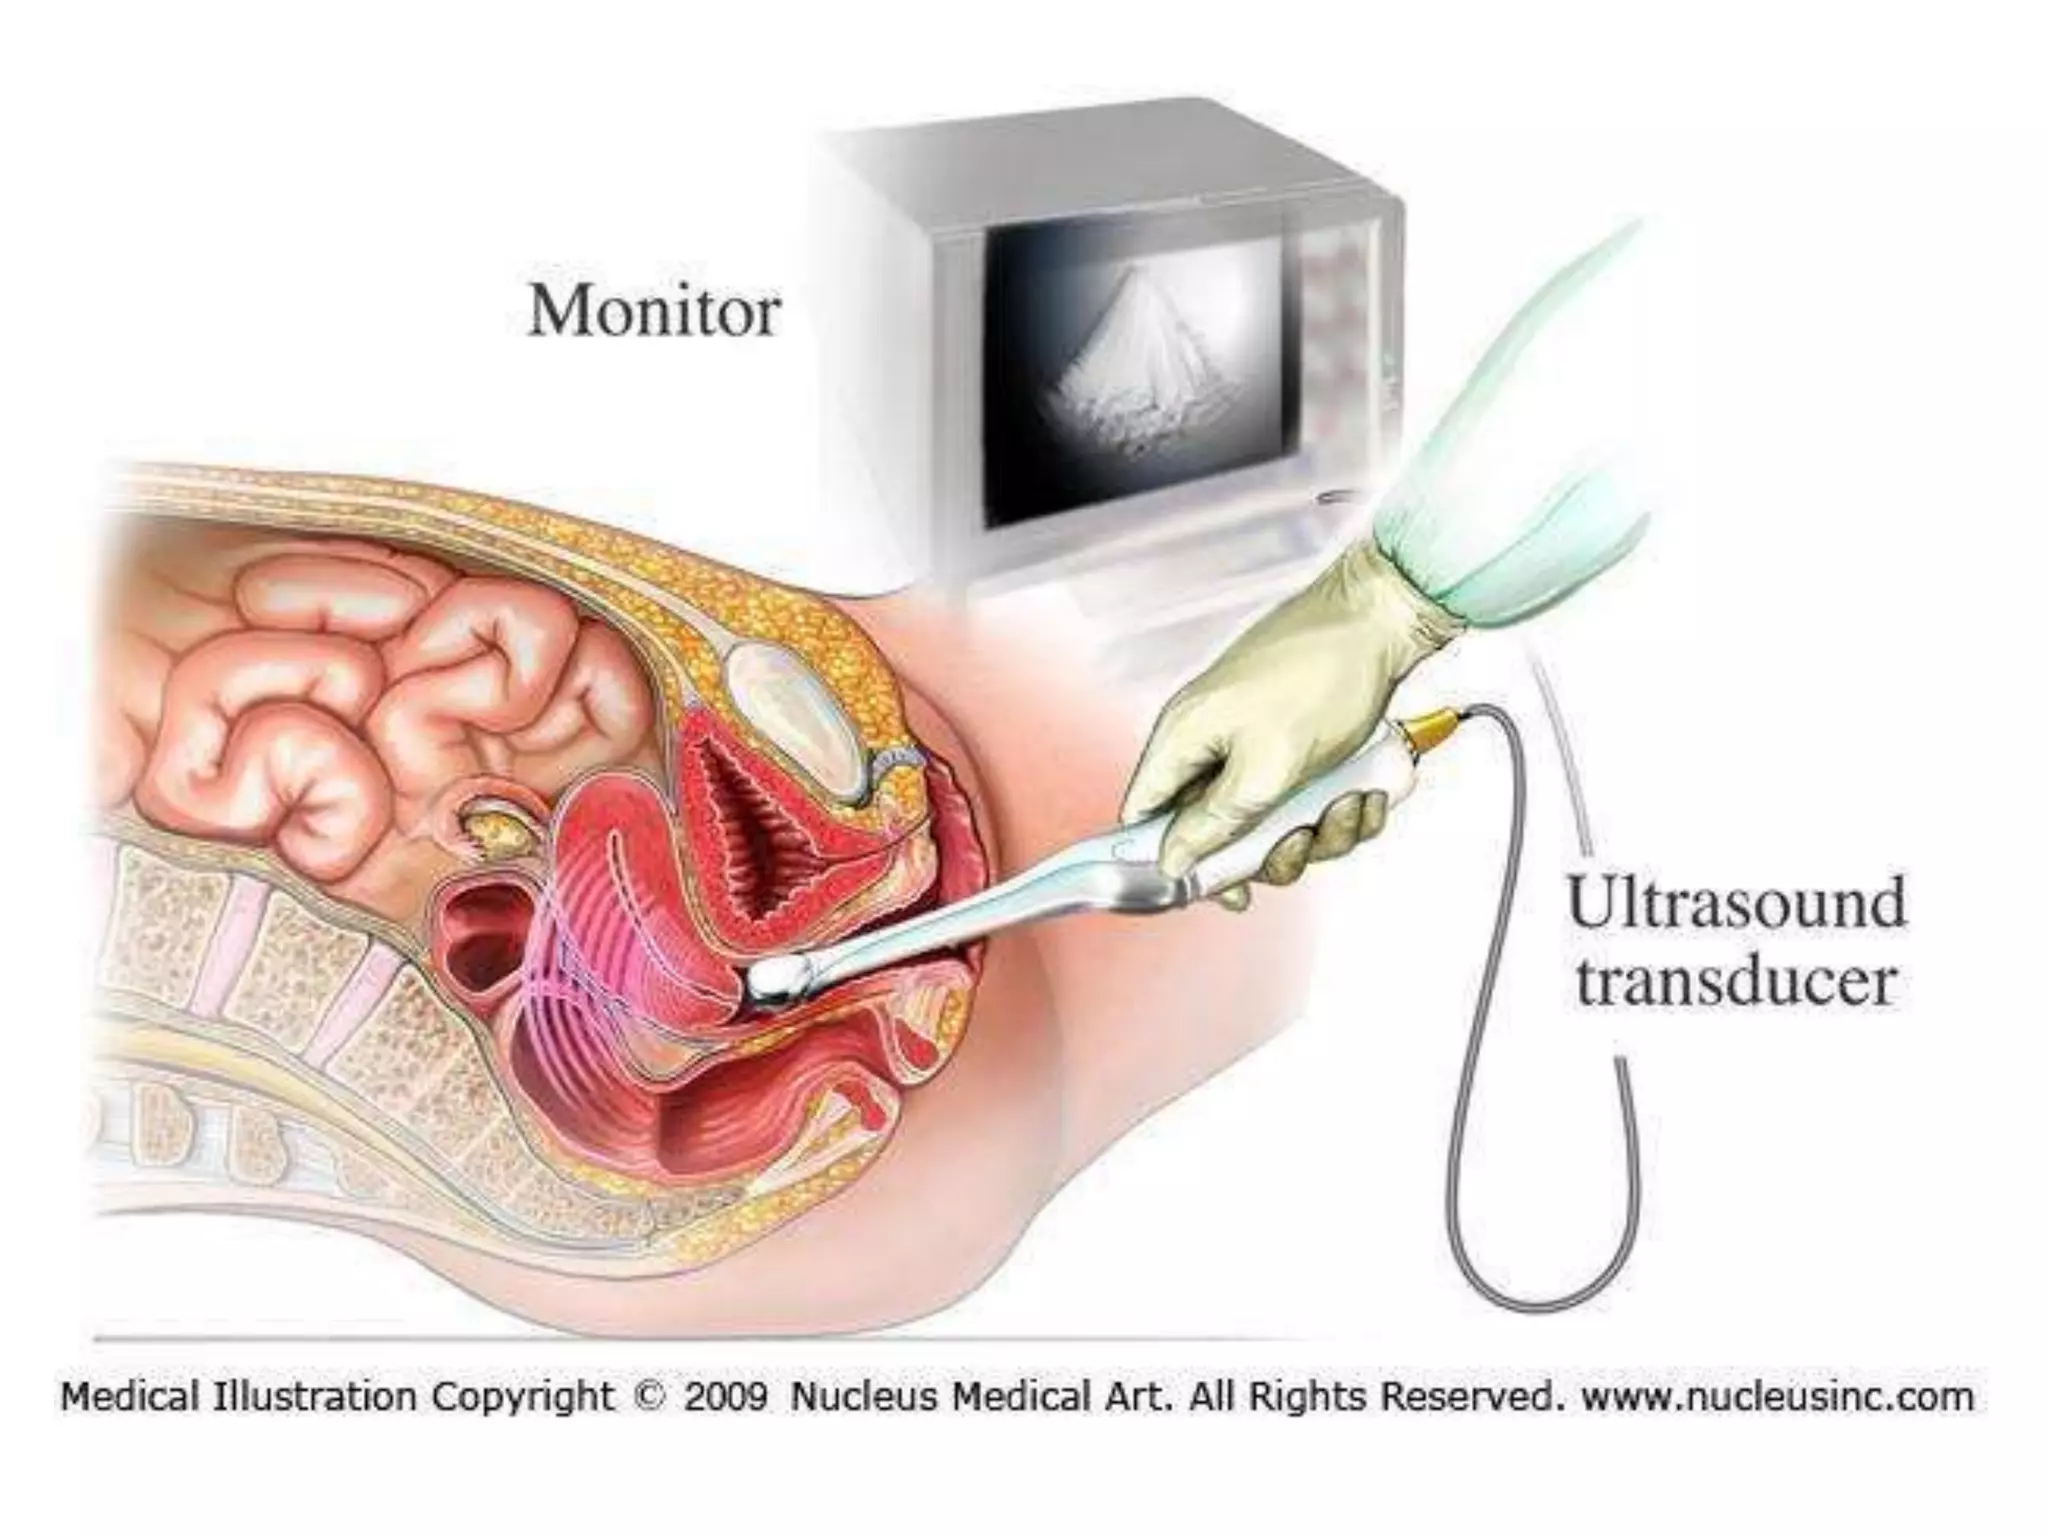 Monitor
Ultrasound
transducer
Medical Illustration Copyright © 2009 Nucleus Medical Art. All Rights Reserved. www.nucleusinc.com